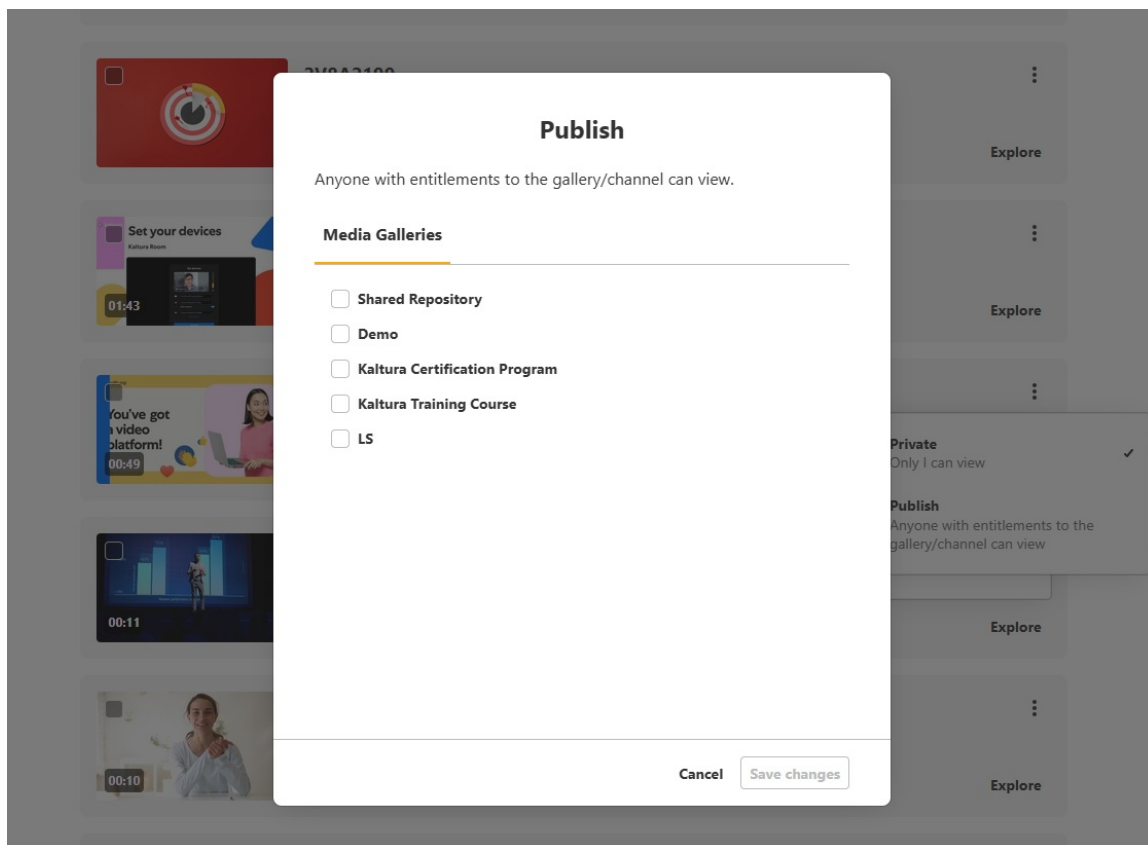 Publish
Anyone with entitlements to the gallery/channel can view.
Media Galleries
Shared Repository
Demo
Kaltura Certification Program
Kaltura Training Course
LS
Cancel
Save changes
Explore
Set your devices
Kaltura Room
01:43
Explore
You've got
a video
platform!
00:49
Private
Only I can view
Publish
Anyone with entitlements to the
gallery/channel can view
00:11
Explore
00:10
Explore